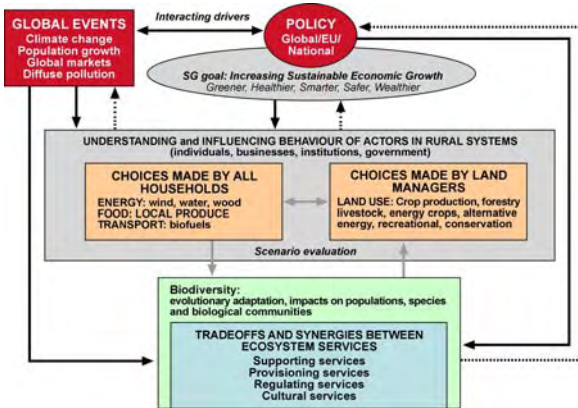 GLOBAL EVENTS
Climate change
Population growth
Global markets
Diffuse pollution
Interacting drivers
POLICY
Global/EU/
National
SG goal: Increasing Sustainable Economic Growth
Greener, Healthier, Smarter, Safer, Wealthier
UNDERSTANDING and INFLUENCING BEHAVIOUR OF ACTORS IN RURAL SYSTEMS
(individuals, businesses, institutions, government)
CHOICES MADE BY ALL
HOUSEHOLDS
ENERGY: wind, water, wood
FOOD: LOCAL PRODUCE
TRANSPORT: biofuels
CHOICES MADE BY LAND
MANAGERS
LAND USE: Crop production, forestry
livestock, energy crops, alternative
energy, recreational, conservation
Scenario evaluation
Biodiversity:
evolutionary adaptation, impacts on populations, species
and biological communities
TRADEOFFS AND SYNERGIES BETWEEN
ECOSYSTEM SERVICES
Supporting services
Provisioning services
Regulating services
Cultural services